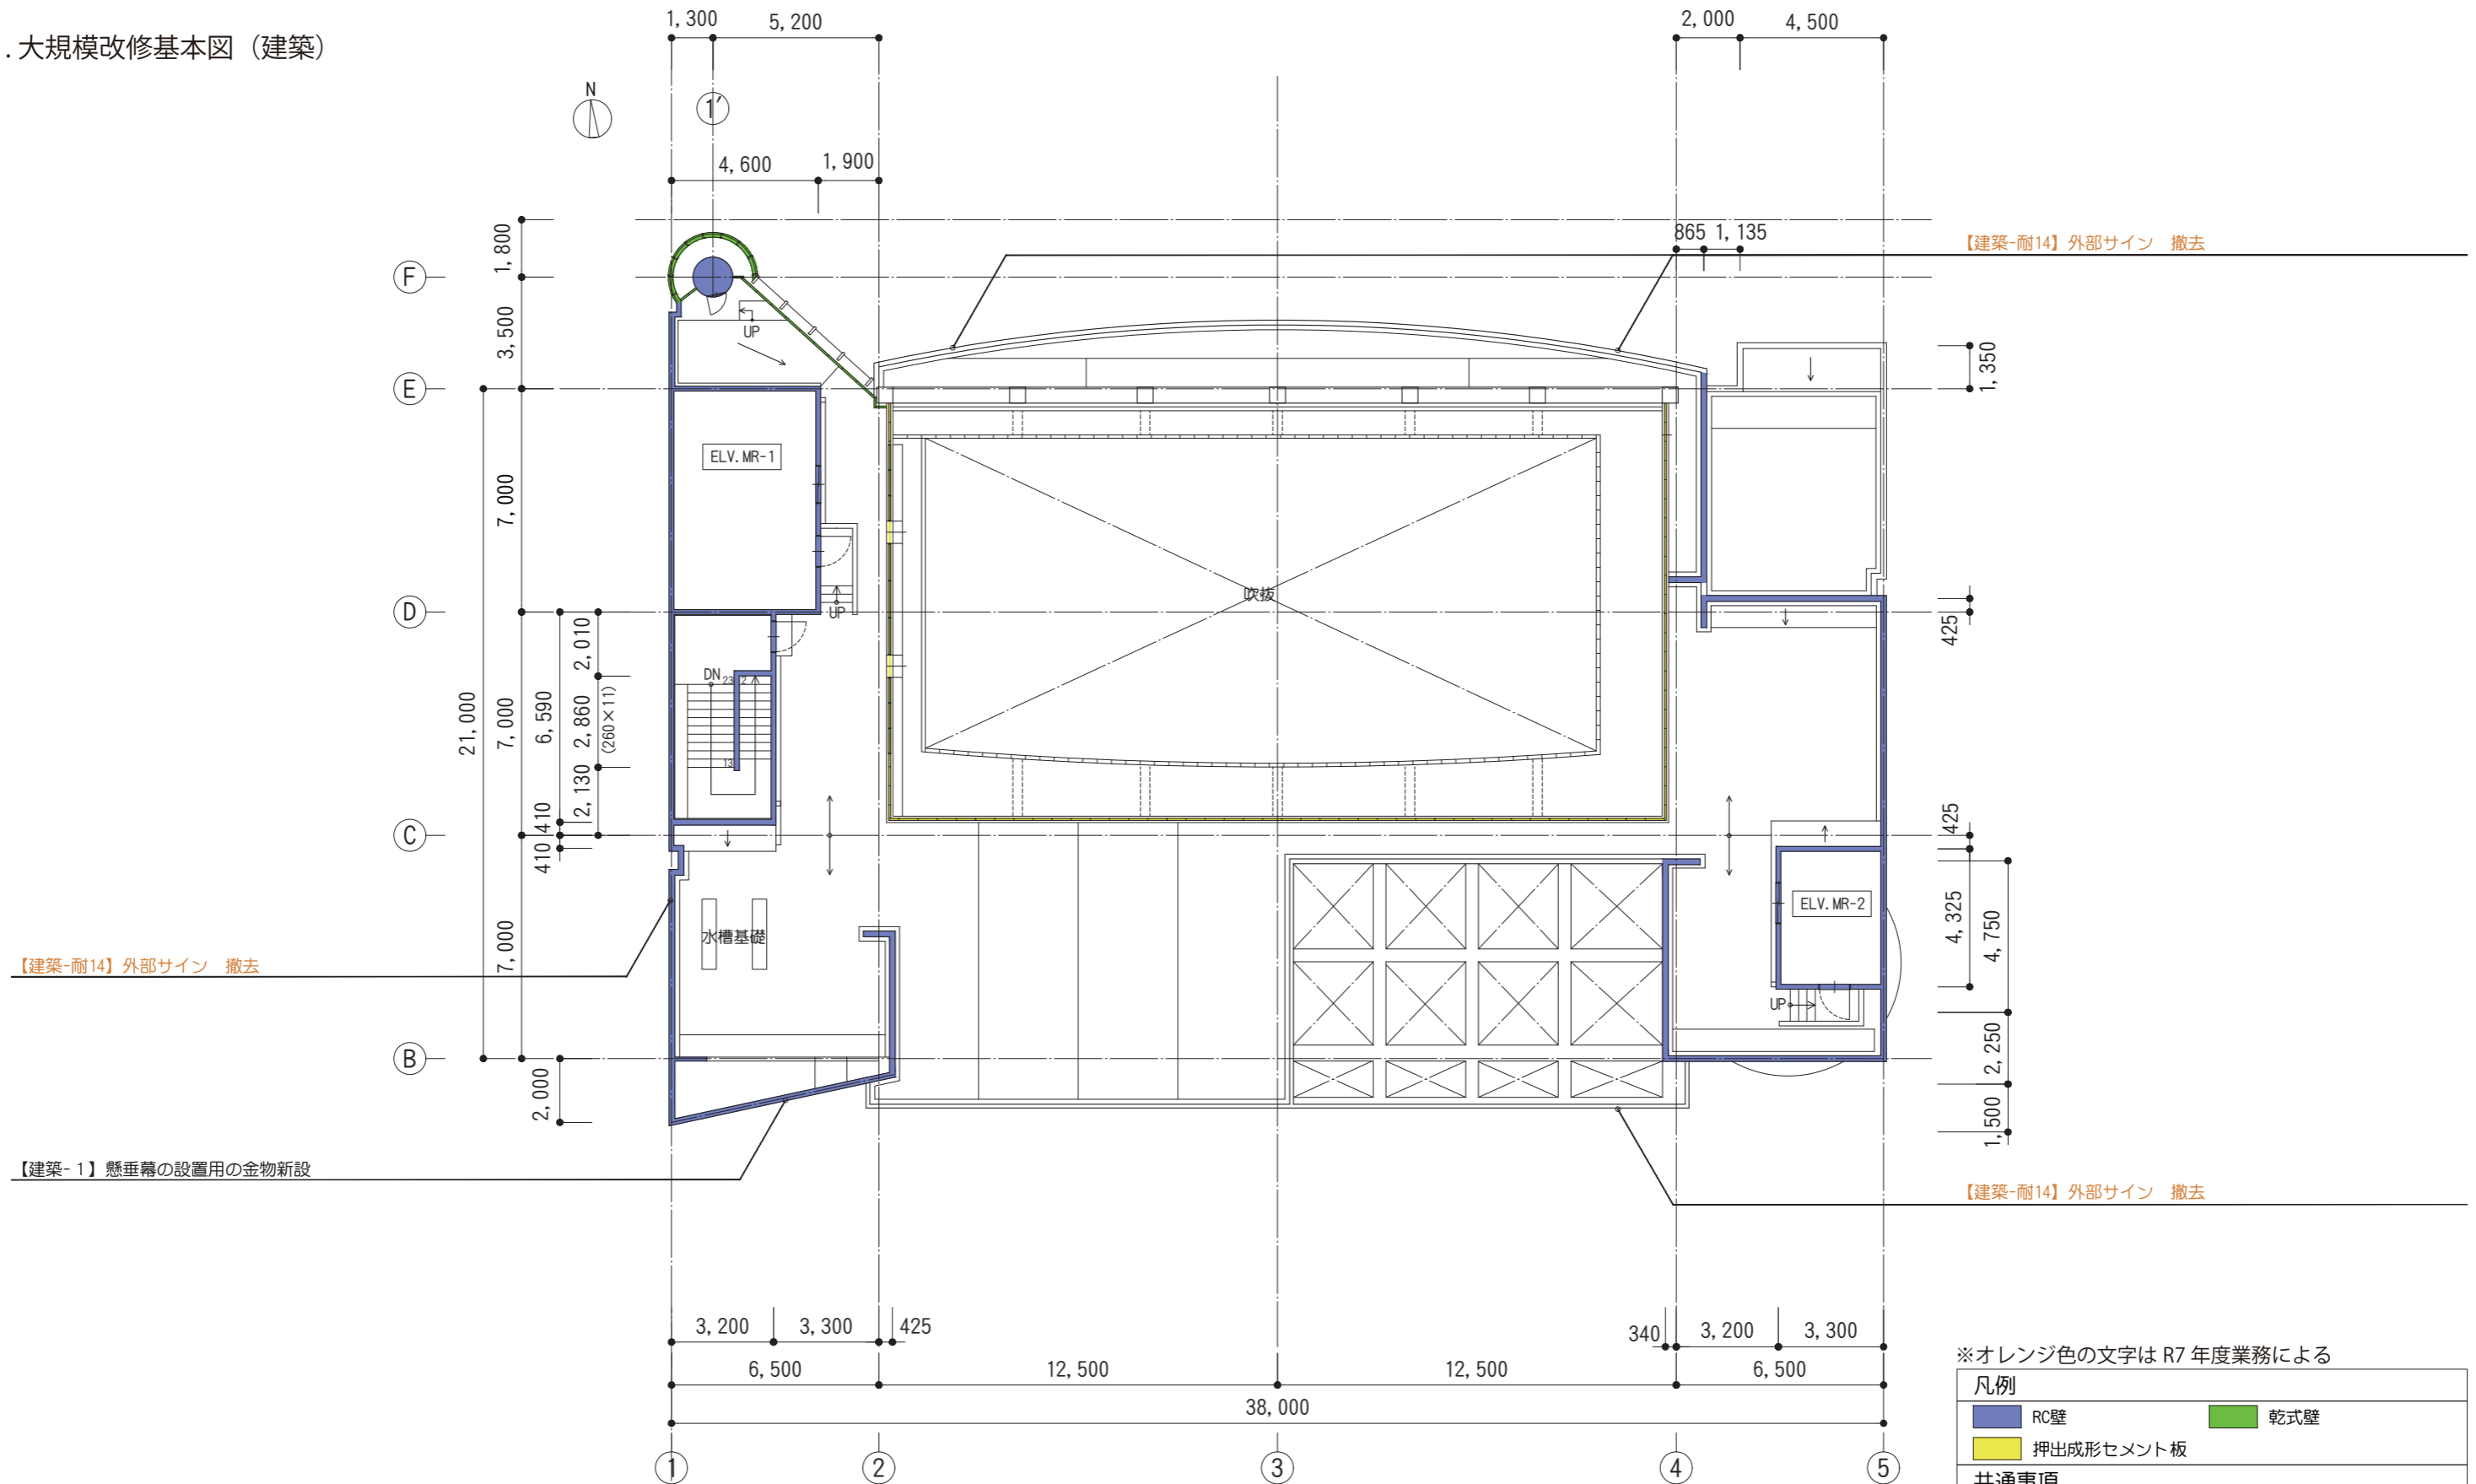 . 大規模改修基本図（建築）
1,300
5,200
2,000
4,500
N
1'
4,600
1,900
865
1,135
【建築-耐14】外部サイン　撤去
1,800
F
3,500
UP
E
1,350
ELV. MR-1
7,000
吹抜
D
UP
2,010
425
DN
23
2
21,000
7,000
6,590
2,860
(260×11)
13
2,130
410
C
425
410
ELV. MR-2
4,325
4,750
水槽基礎
7,000
【建築-耐14】外部サイン　撤去
UP
B
2,250
2,000
1,500
【建築-１】懸垂幕の設置用の金物新設
【建築-耐14】外部サイン　撤去
3,200
3,300
425
340
3,200
3,300
※オレンジ色の文字は R7 年度業務による
6,500
12,500
12,500
6,500
凡例
38,000
RC壁
乾式壁
押出成形セメント板
1
2
3
4
5
共通事項